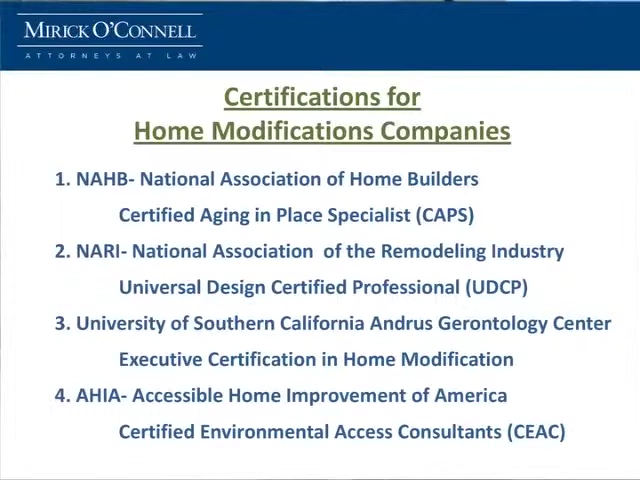 MIRICK O'CONNELL
ATTORNEYS AT LAW
Certifications for
Home Modifications Companies
1. NAHB- National Association of Home Builders
Certified Aging in Place Specialist (CAPS)
2. NARI- National Association of the Remodeling Industry
Universal Design Certified Professional (UDCP)
3. University of Southern California Andrus Gerontology Center
Executive Certification in Home Modification
4. AHIA- Accessible Home Improvement of America
Certified Environmental Access Consultants (CEAC)